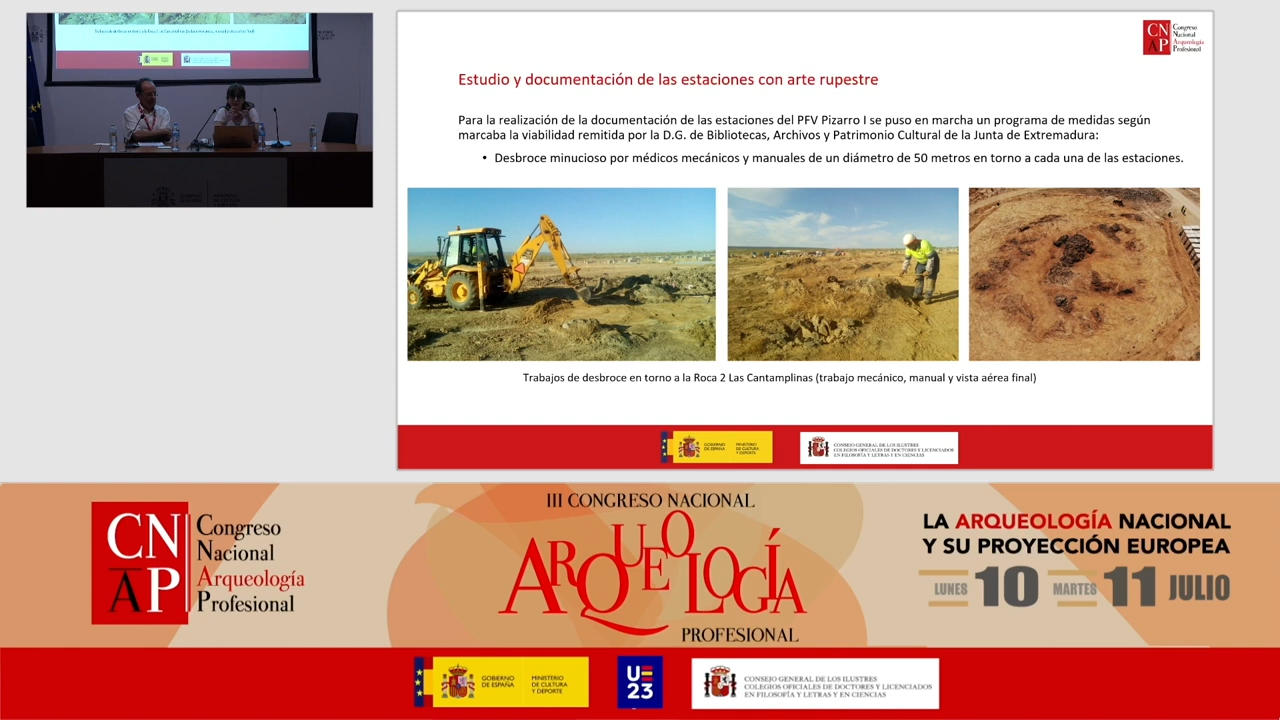 CN
AP
Congreso
Nacional
Arqueología
Profesional
Estudio y documentación de las estaciones con arte rupestre
Para la realización de la documentación de las estaciones del PFV Pizarro I se puso en marcha un programa de medidas según
marcaba la viabilidad remitida por la D.G. de Bibliotecas, Archivos y Patrimonio Cultural de la Junta de Extremadura:
• Desbroce minucioso por médicos mecánicos y manuales de un diámetro de 50 metros en torno a cada una de las estaciones.
Trabajos de desbroce en torno a la Roca 2 Las Cantamplinas (trabajo mecánico, manual y vista aérea final)
GOBIERNO
DE ESPAÑA
MINISTERIO
DE CULTURA
Y DEPORTE
CONSEJO GENERAL DE LOS ILUSTRES
COLEGIOS OFICIALES DE DOCTORES Y LICENCIADOS
EN FILOSOFÍA Y LETRAS Y EN CIENCIAS
CN
AP
Congreso
Nacional
Arqueología
Profesional
III CONGRESO NACIONAL
ARQUEOLOGÍA
PROFESIONAL
LA ARQUEOLOGÍA NACIONAL
Y SU PROYECCIÓN EUROPEA
LUNES 10 MARTES 11 JULIO
GOBIERNO
DE ESPAÑA
MINISTERIO
DE CULTURA
Y DEPORTE
UE
23
CONSEJO GENERAL DE LOS ILUSTRES
COLEGIOS OFICIALES DE DOCTORES Y LICENCIADOS
EN FILOSOFÍA Y LETRAS Y EN CIENCIAS